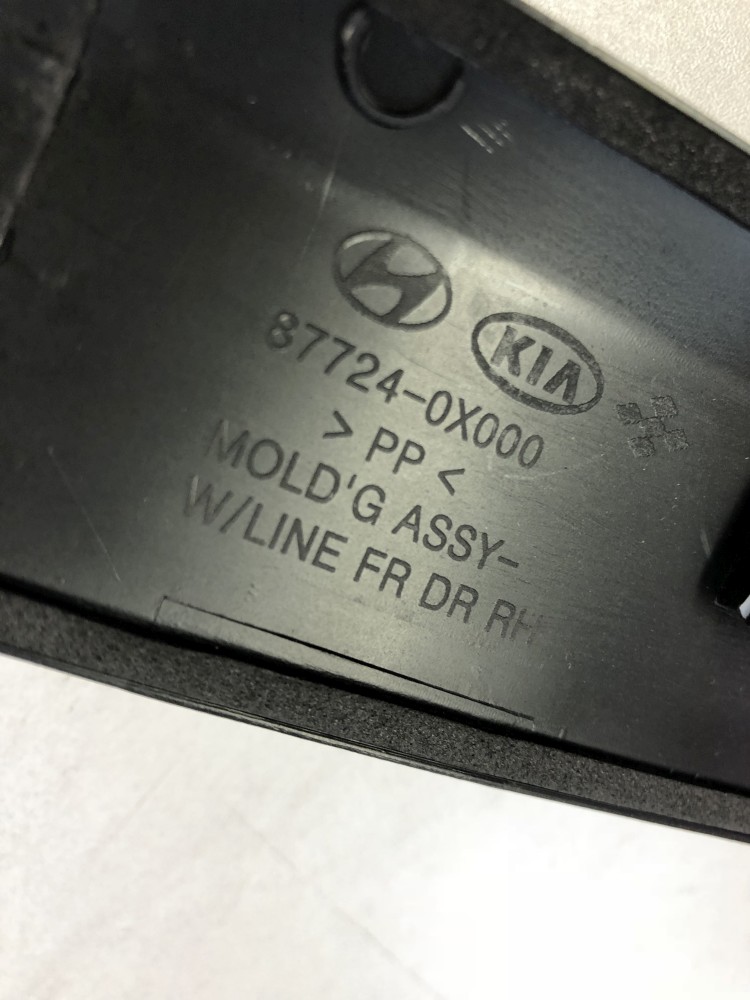 KIA
87724-0X000
> PP <
MOLD'G ASSY-
W/LINE FR DR RH